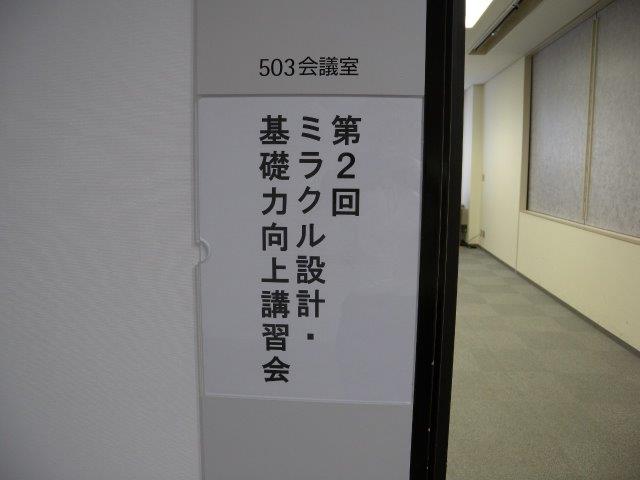 503会議室
第2回
ミラクル設計・
基礎力向上講習会